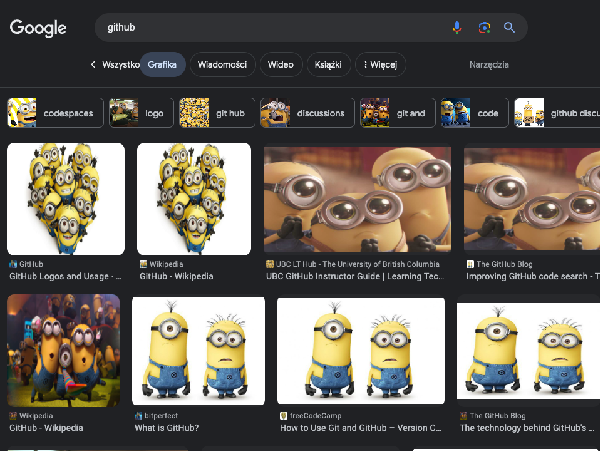 Google
github
Wszystko Grafika Wiadomości Wideo Książki Więcej Narzędzia
codespaces logo git hub discussions git and code github discu
GitHub
GitHub Logos and Usage - ...
Wikipedia
GitHub - Wikipedia
UBC LT Hub - The University of British Columbia
UBC GitHub Instructor Guide | Learning Tec...
The GitHub Blog
Improving GitHub code search - T
Wikipedia
GitHub - Wikipedia
bitperfect
What is GitHub?
freeCodeCamp
How to Use Git and GitHub – Version C...
The GitHub Blog
The technology behind GitHub's ...